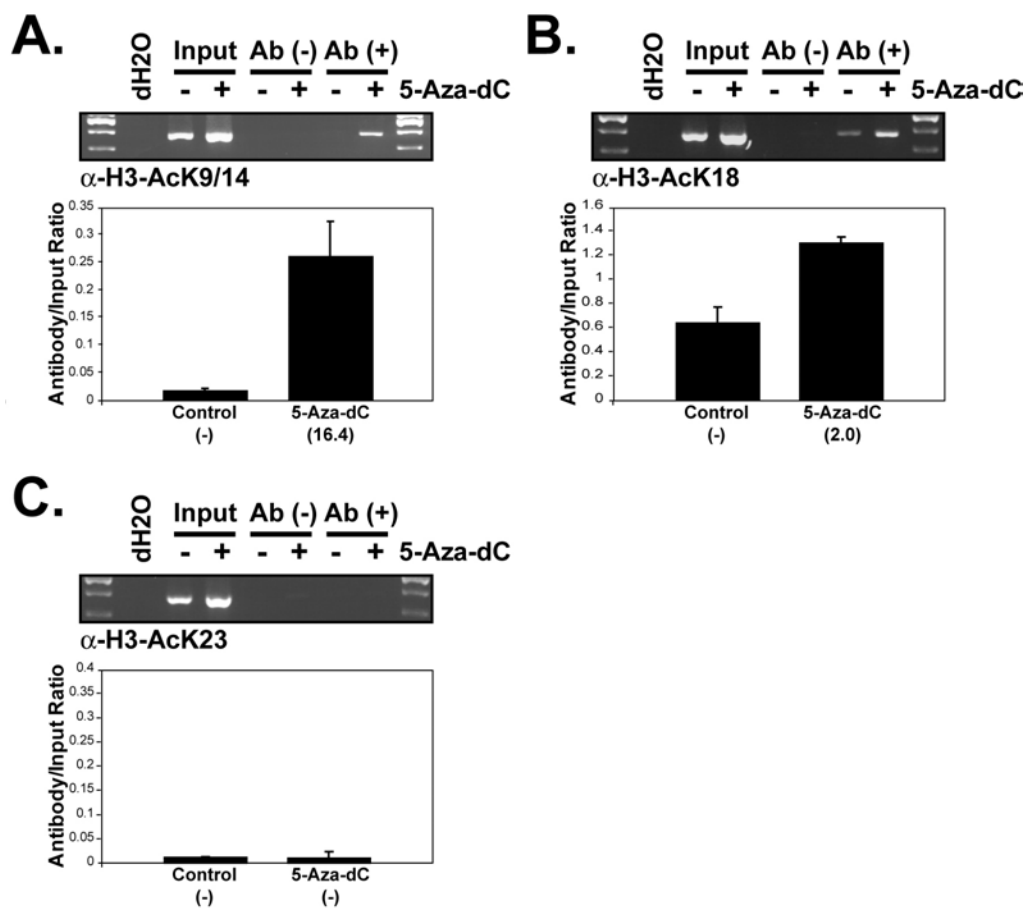 A.
dH2O
Input Ab (-) Ab (+)
- + - + - + 5-Aza-dC
α-H3-AcK9/14
Antibody/Input Ratio
0.35
0.3
0.25
0.2
0.15
0.1
0.05
0
Control 5-Aza-dC
(-) (16.4)
B.
dH2O
Input Ab (-) Ab (+)
- + - + - + 5-Aza-dC
α-H3-AcK18
Antibody/Input Ratio
1.6
1.4
1.2
1
0.8
0.6
0.4
0.2
0
Control 5-Aza-dC
(-) (2.0)
C.
dH2O
Input Ab (-) Ab (+)
- + - + - + 5-Aza-dC
α-H3-AcK23
Antibody/Input Ratio
0.4
0.35
0.3
0.25
0.2
0.15
0.1
0.05
0
Control 5-Aza-dC
(-) (-)